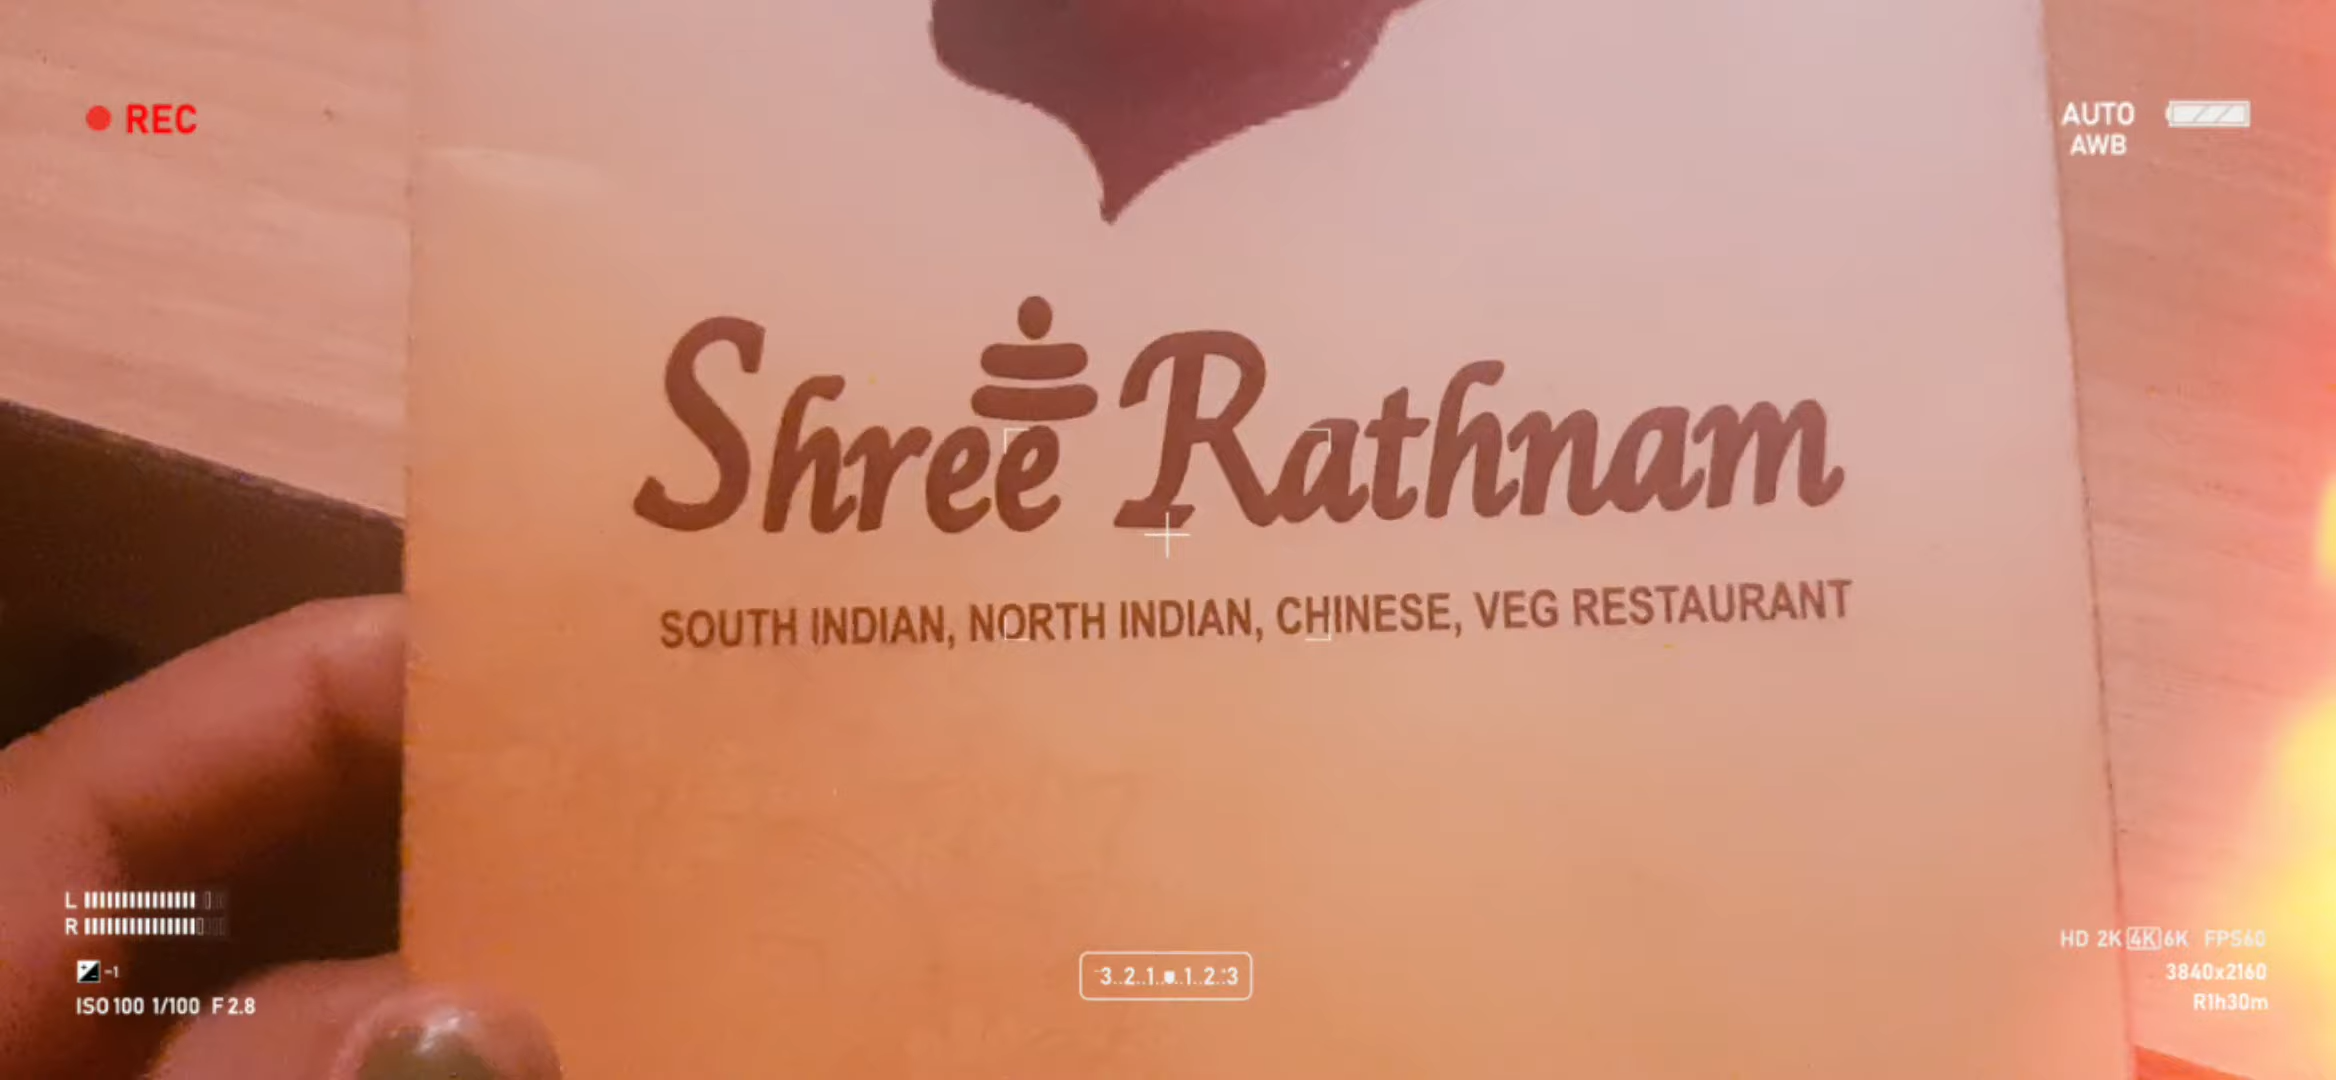 REC
AUTO
AWB
Shree Rathnam
SOUTH INDIAN, NORTH INDIAN, CHINESE, VEG RESTAURANT
L
R
-1
ISO 100 1/100 F 2.8
3..2..1..1..2..3
HD 2K 4K 6K FPS60
3840x2160
R1h30m